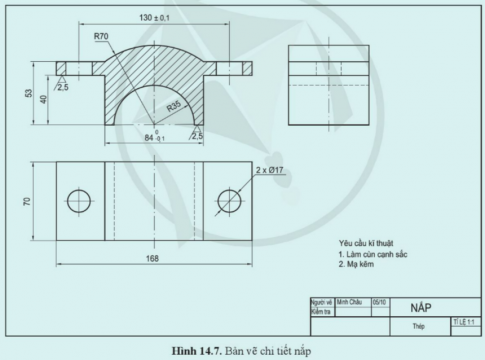 130 ± 0.1
R70
53
40
2,5
R35
2,5
84 0 -0.1
2 x Ø17
70
168
Yêu cầu kĩ thuật
1. Làm cùn cạnh sắc
2. Mạ kẽm
Người vẽ Minh Châu 05/10
NẮP
Kiểm tra
Thép
TỈ LỆ 1:1
Hình 14.7. Bản vẽ chi tiết nắp